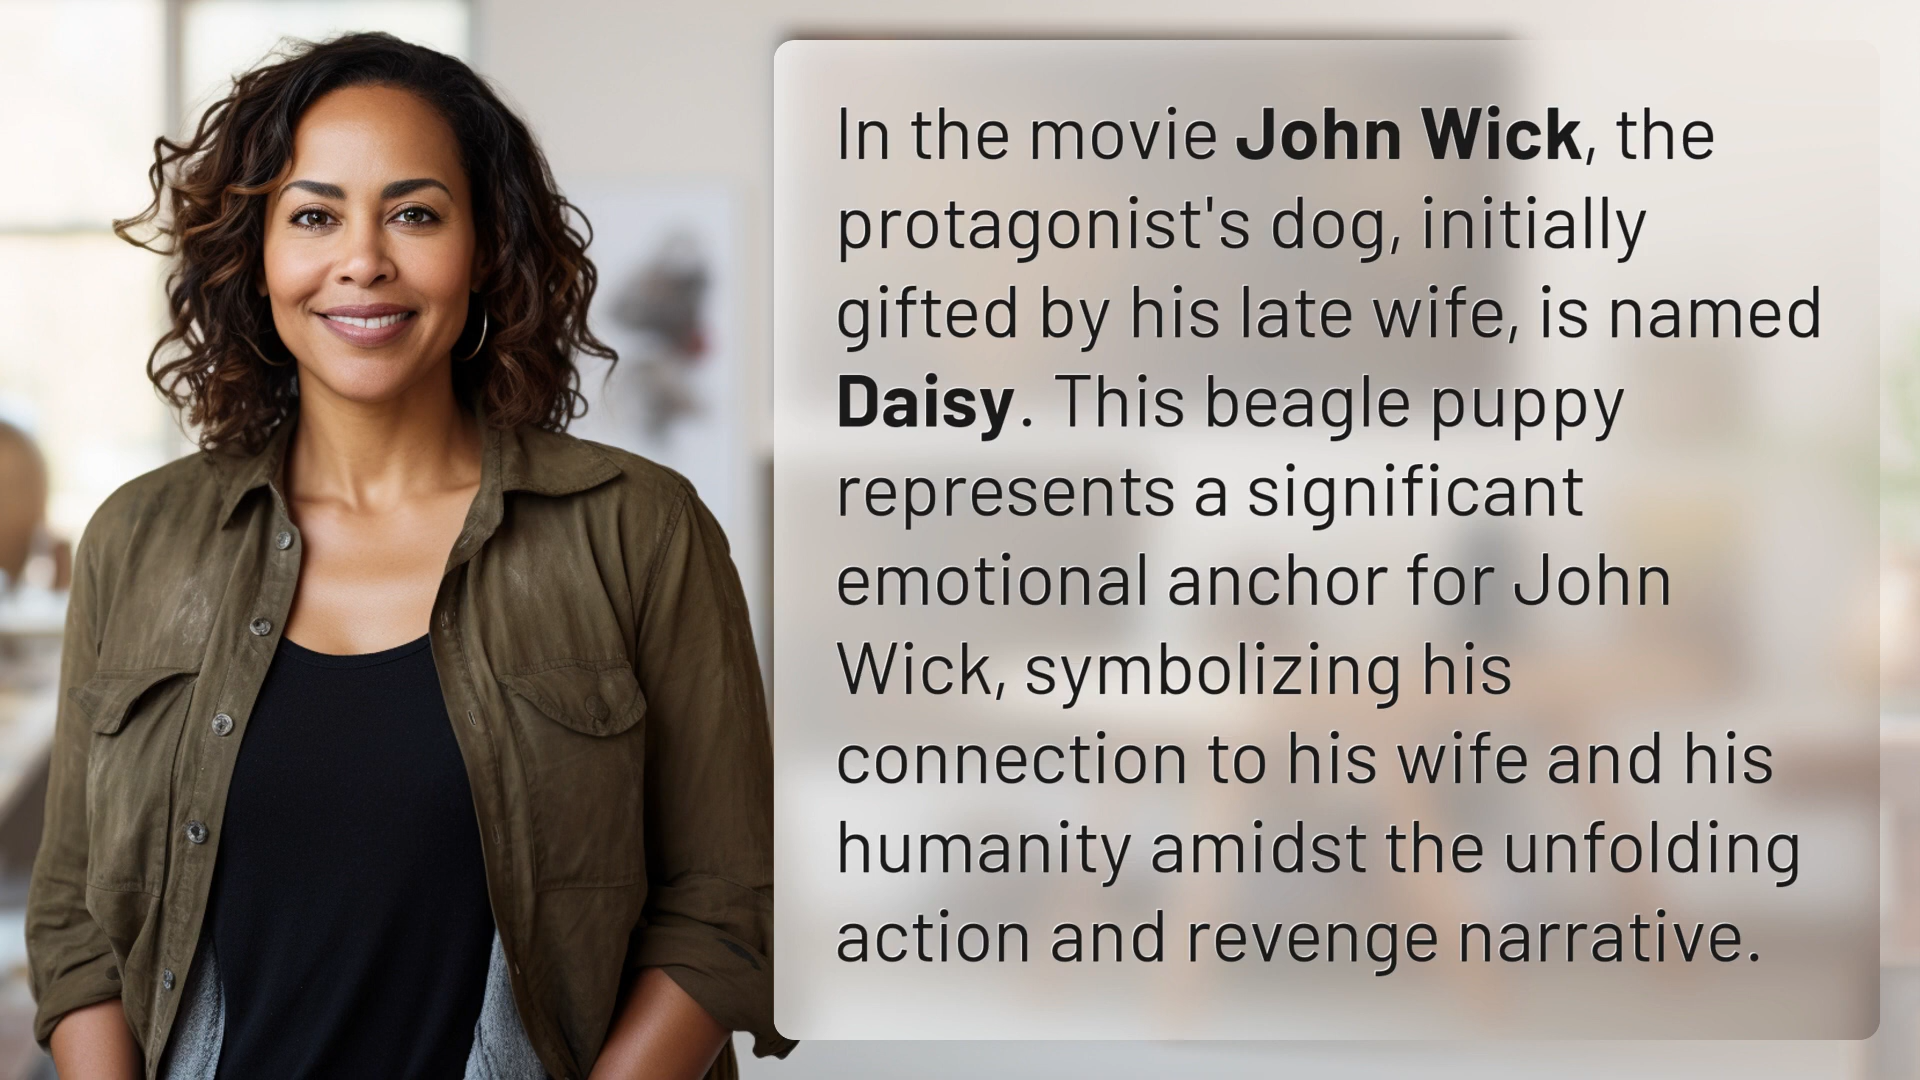 In the movie John Wick, the
protagonist's dog, initially
gifted by his late wife, is named
Daisy. This beagle puppy
represents a significant
emotional anchor for John
Wick, symbolizing his
connection to his wife and his
humanity amidst the unfolding
action and revenge narrative.